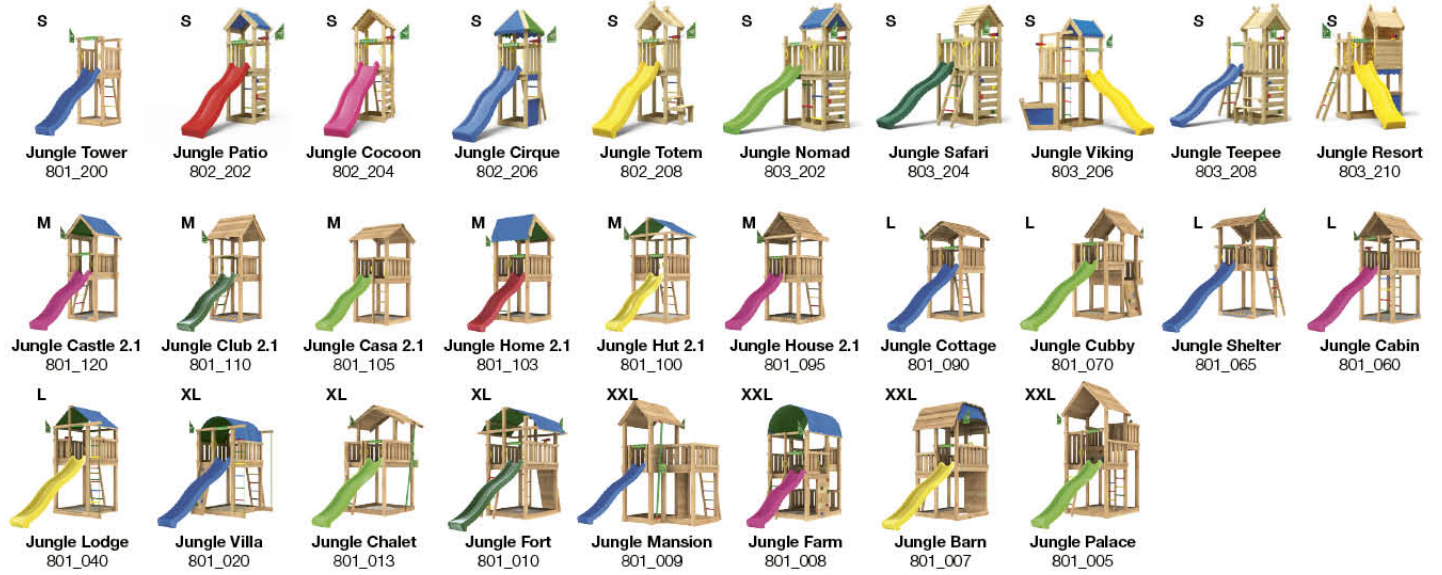 S S S S S S S S S S
Jungle Tower Jungle Patio Jungle Cocoon Jungle Cirque Jungle Totem Jungle Nomad Jungle Safari Jungle Viking Jungle Teepee Jungle Resort
801_200 802_202 802_204 802_206 802_208 803_202 803_204 803_206 803_208 803_210
M M M M M M L L L L
Jungle Castle 2.1 Jungle Club 2.1 Jungle Casa 2.1 Jungle Home 2.1 Jungle Hut 2.1 Jungle House 2.1 Jungle Cottage Jungle Cubby Jungle Shelter Jungle Cabin
801_120 801_110 801_105 801_103 801_100 801_095 801_090 801_070 801_065 801_060
L XL XL XL XXL XXL XXL XXL
Jungle Lodge Jungle Villa Jungle Chalet Jungle Fort Jungle Mansion Jungle Farm Jungle Barn Jungle Palace
801_040 801_020 801_013 801_010 801_009 801_008 801_007 801_005